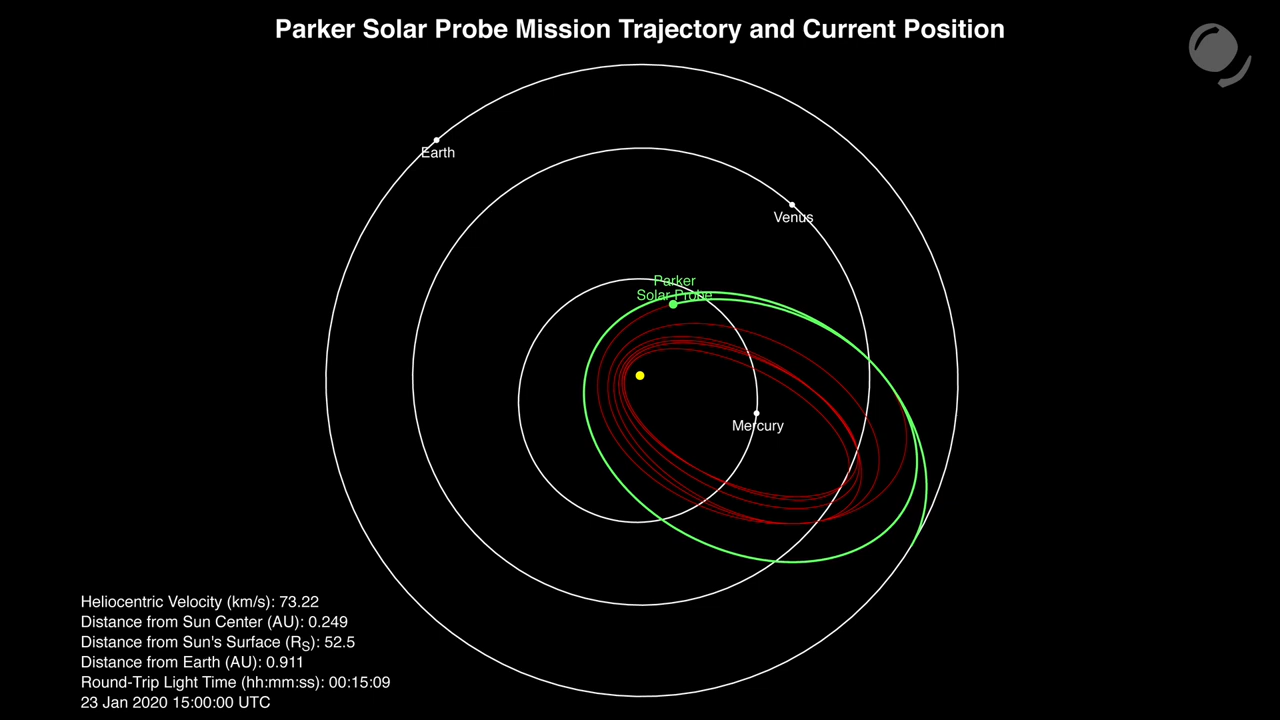 Parker Solar Probe Mission Trajectory and Current Position
Earth
Venus
Parker
Solar Probe
Mercury
Heliocentric Velocity (km/s): 73.22
Distance from Sun Center (AU): 0.249
Distance from Sun's Surface (RS): 52.5
Distance from Earth (AU): 0.911
Round-Trip Light Time (hh:mm:ss): 00:15:09
23 Jan 2020 15:00:00 UTC